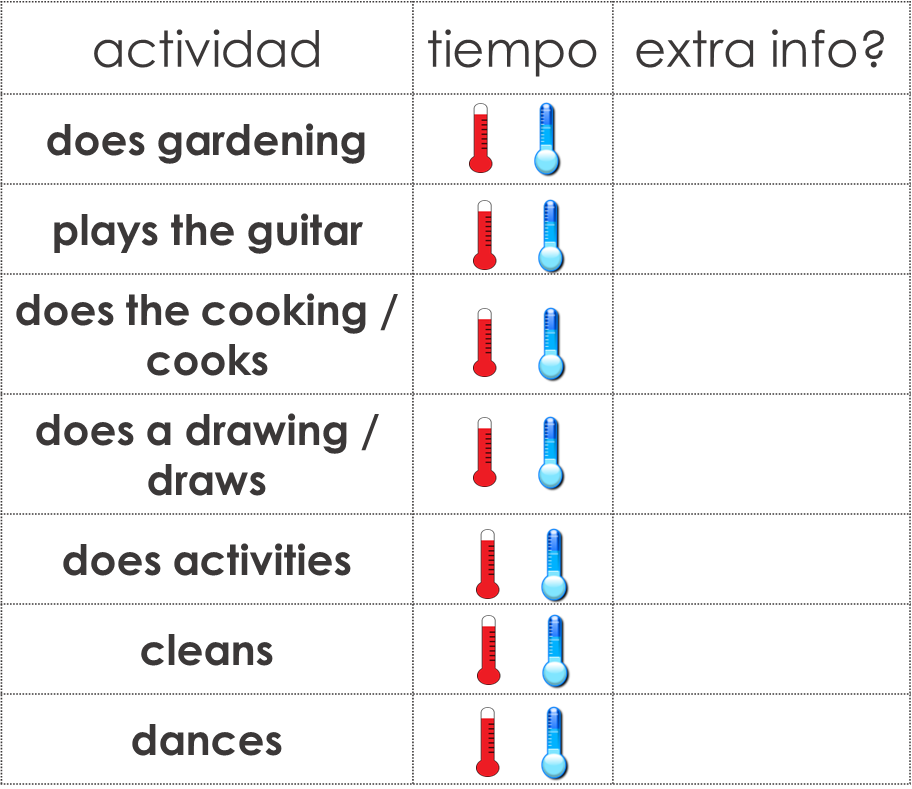 actividad tiempo extra info?
does gardening
plays the guitar
does the cooking /
cooks
does a drawing /
draws
does activities
cleans
dances